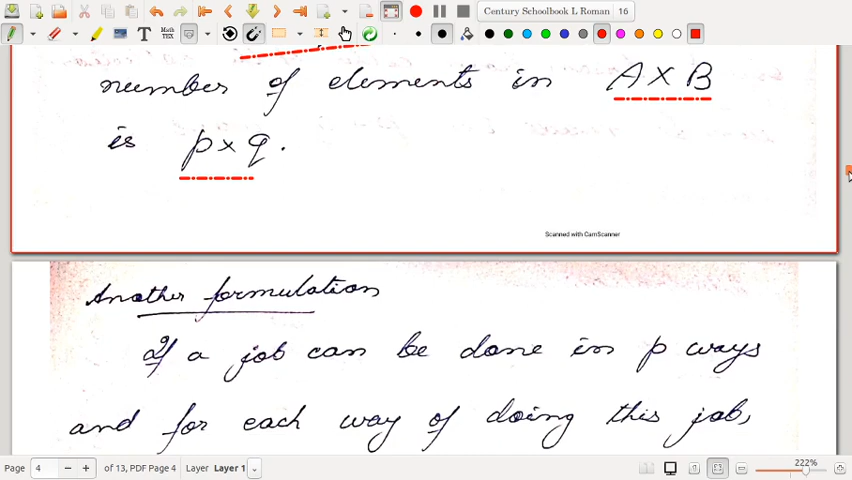 Century Schoolbook L Roman 16
Math
TEX
number of elements in A × B
is p × q.
Scanned with CamScanner
Another formulation
If a job can be done in p ways
and for each way of doing this job,
Page 4 of 13, PDF Page 4 Layer Layer 1 222%